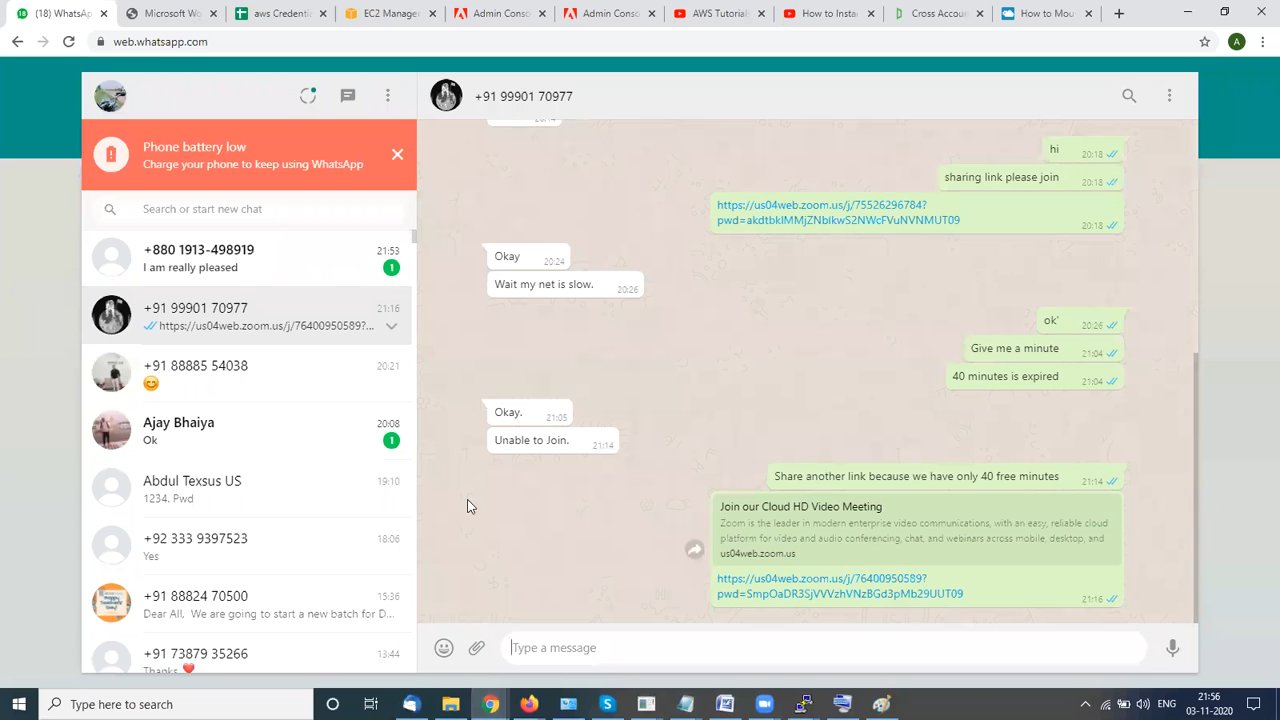 (18) WhatsApp
Microsoft Wo
aws Credenti
EC2 Manage
Admin Conso
Admin Conso
AWS Tutorial
How to Insta
Cross Accoun
How to Mou
web.whatsapp.com
A
+91 99901 70977
Phone battery low
Charge your phone to keep using WhatsApp
Search or start new chat
+880 1913-498919
21:53
I am really pleased
1
+91 99901 70977
21:16
https://us04web.zoom.us/j/76400950589?...
+91 88885 54038
20:21
😊
Ajay Bhaiya
20:08
Ok
1
Abdul Texsus US
19:10
1234. Pwd
+92 333 9397523
18:06
Yes
+91 88824 70500
15:36
Dear All, We are going to start a new batch for D...
+91 73879 35266
13:44
Thanks ❤️
20:14
hi
20:18
sharing link please join
20:18
https://us04web.zoom.us/j/75526296784?
20:18
Okay
20:24
Wait my net is slow.
20:26
ok'
20:26
Give me a minute
21:04
40 minutes is expired
21:04
Okay.
21:05
Unable to Join.
21:14
Share another link because we have only 40 free minutes
21:14
Join our Cloud HD Video Meeting
Zoom is the leader in modern enterprise video communications, with an easy, reliable cloud
platform for video and audio conferencing, chat, and webinars across mobile, desktop, and
us04web.zoom.us
https://us04web.zoom.us/j/76400950589?
pwd=SmpOaDR3SjVVVzhVNzBGd3pMb29UUT09
21:16
Type a message
Type here to search
ENG
21:56
03-11-2020